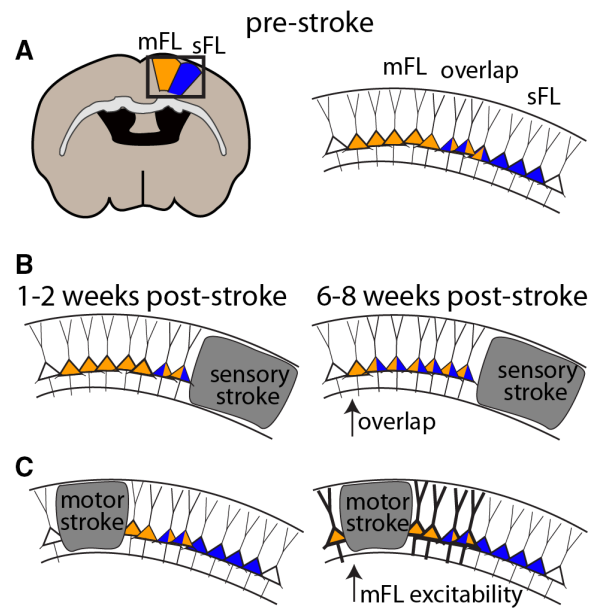 pre-stroke
A
mFL sFL
mFL overlap
sFL
B
1-2 weeks post-stroke
6-8 weeks post-stroke
sensory
stroke
sensory
stroke
overlap
C
motor
stroke
motor
stroke
mFL excitability